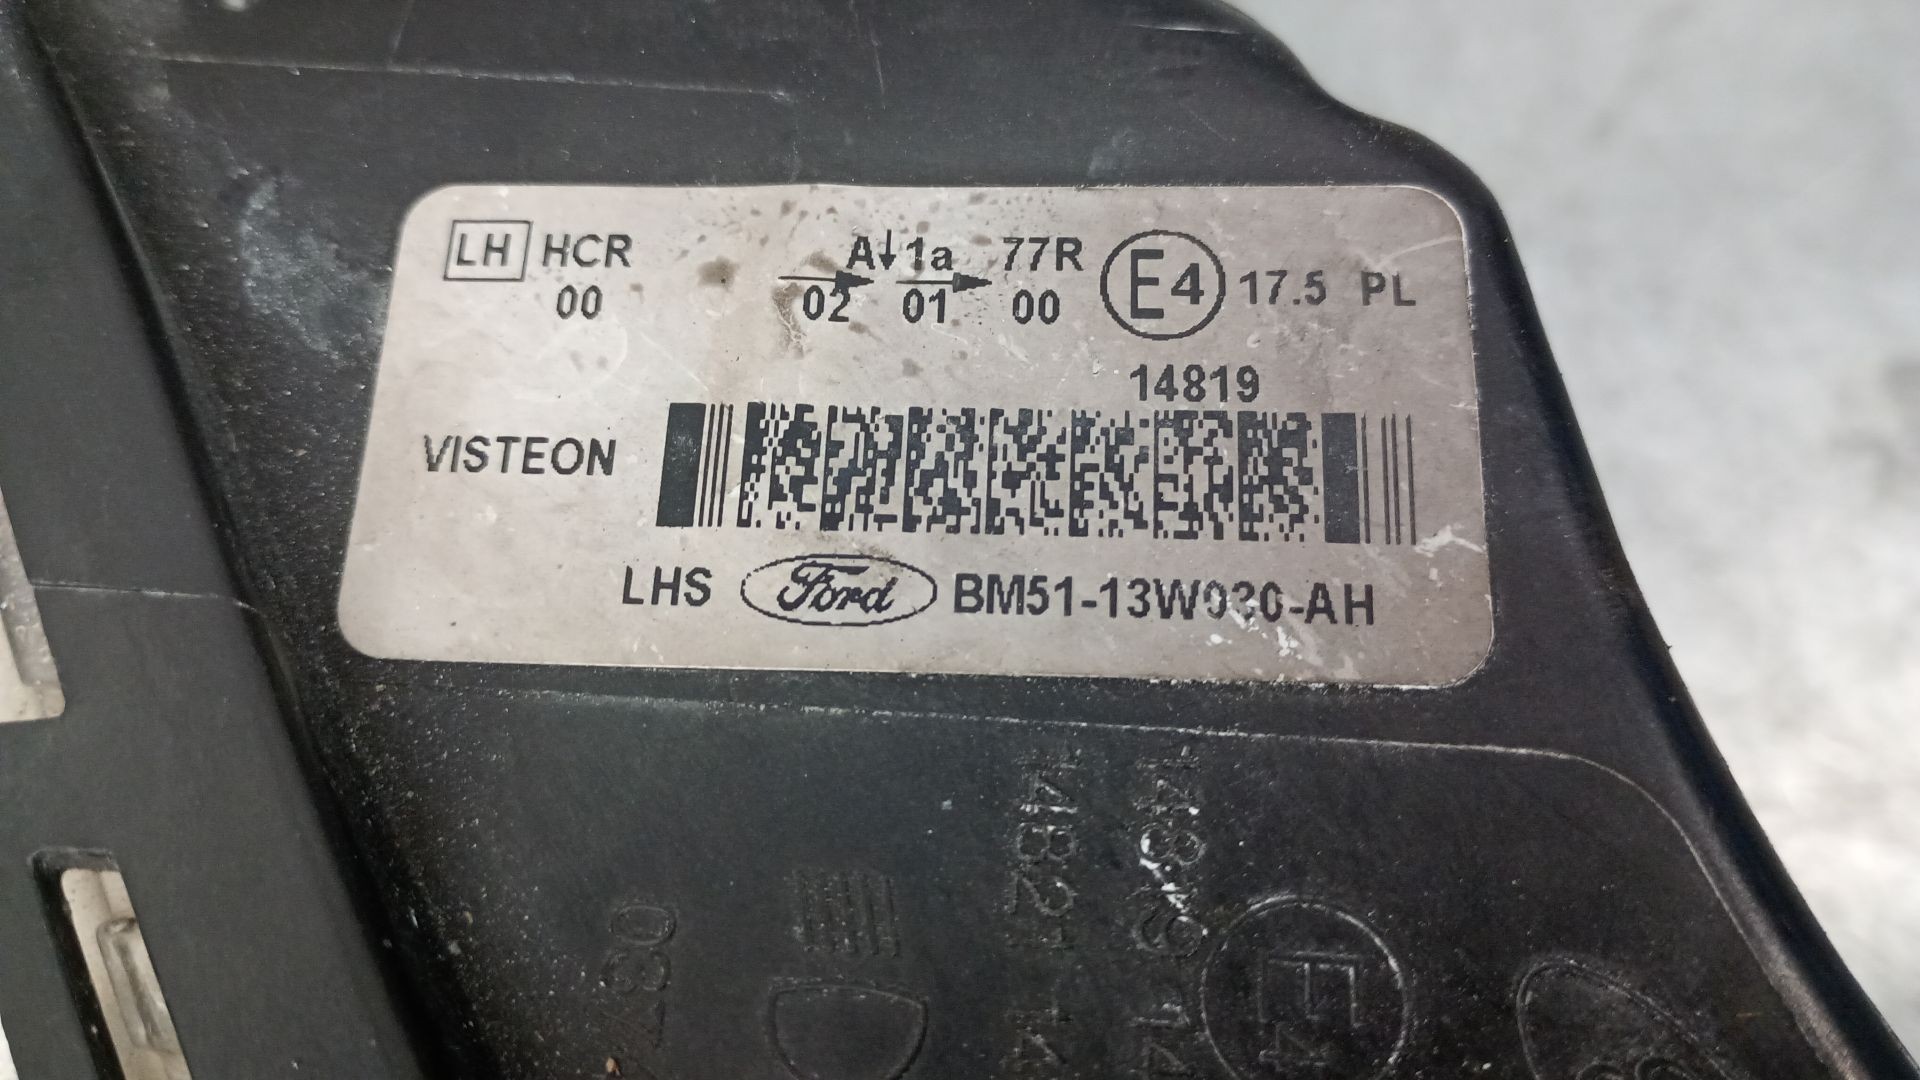 LH HCR A↓ 1a 77R E4 17.5 PL
00 02 01 00
14819
VISTEON
LHS Ford BM51-13W030-AH
E4